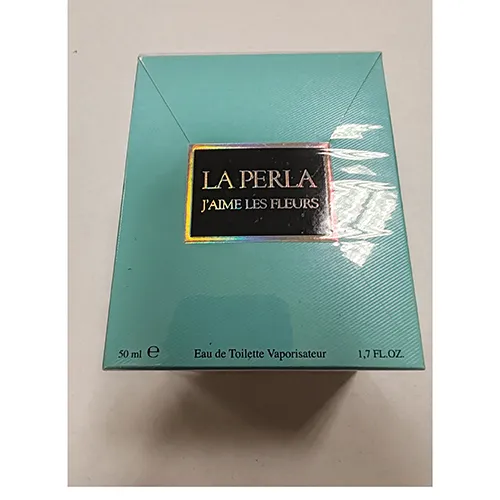 LA PERLA
J'AIME LES FLEURS
50 ml ℮ Eau de Toilette Vaporisateur 1,7 FL.OZ.